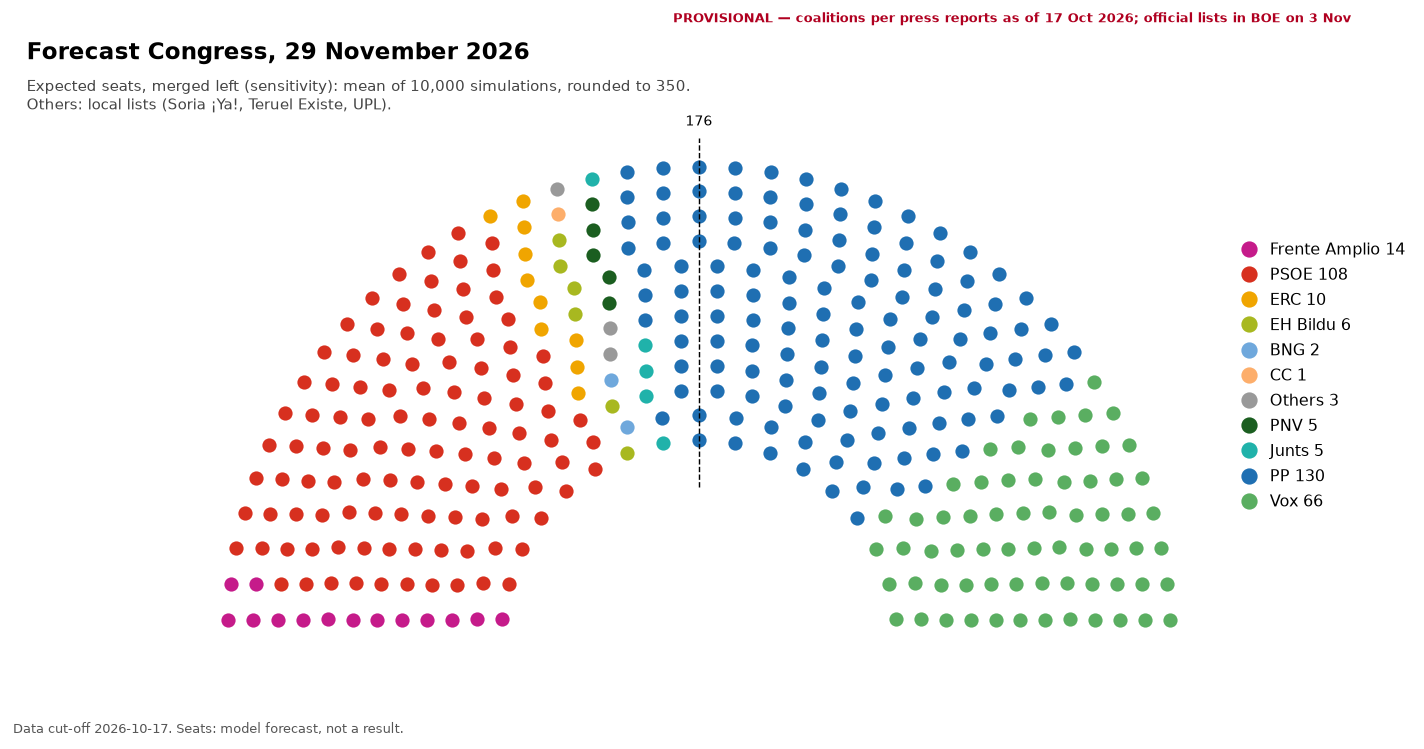 PROVISIONAL — coalitions per press reports as of 17 Oct 2026; official lists in BOE on 3 Nov
Forecast Congress, 29 November 2026
Expected seats, merged left (sensitivity): mean of 10,000 simulations, rounded to 350.
Others: local lists (Soria ¡Ya!, Teruel Existe, UPL).
176
Frente Amplio 14
PSOE 108
ERC 10
EH Bildu 6
BNG 2
CC 1
Others 3
PNV 5
Junts 5
PP 130
Vox 66
Data cut-off 2026-10-17. Seats: model forecast, not a result.